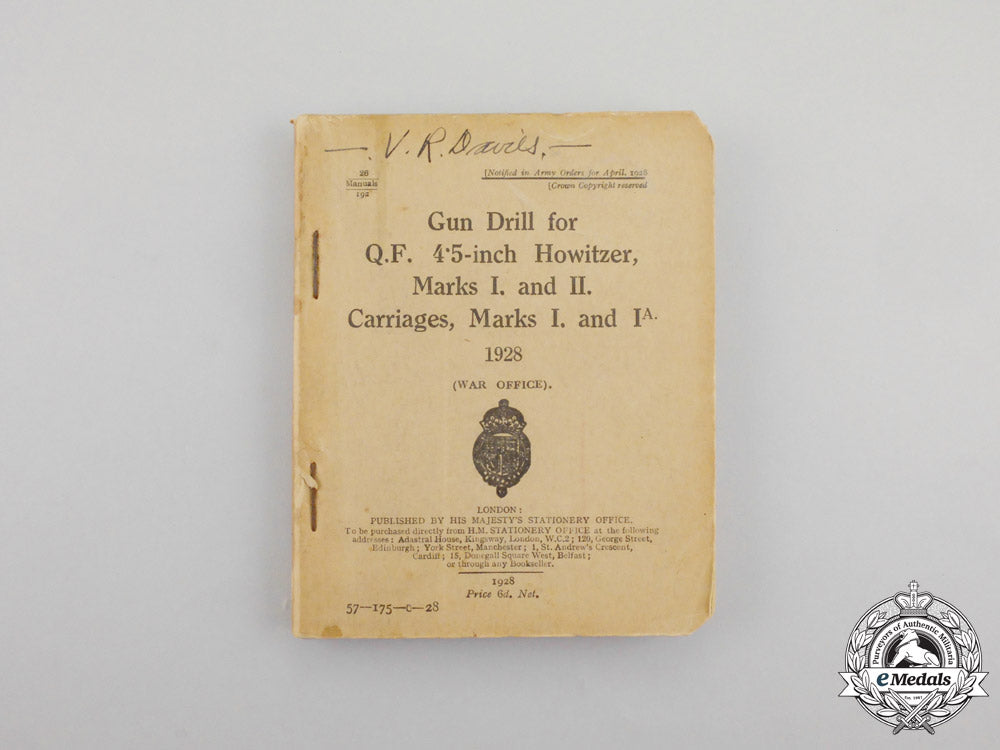 — . V. R. Davies. —
26
Manuals
192
[Notified in Army Orders for April, 1928
[Crown Copyright reserved
Gun Drill for
Q.F. 4·5-inch Howitzer,
Marks I. and II.
Carriages, Marks I. and IA.
1928
(WAR OFFICE).
LONDON:
PUBLISHED BY HIS MAJESTY'S STATIONERY OFFICE.
To be purchased directly from H.M. STATIONERY OFFICE at the following
addresses: Adastral House, Kingsway, London, W.C.2; 120, George Street,
Edinburgh; York Street, Manchester; 1, St. Andrew's Crescent,
Cardiff; 15, Donegall Square West, Belfast;
or through any Bookseller.
1928
Price 6d. Net.
57—175—0—28
Purveyors of Authentic Militaria
eMedals
Est. 1967